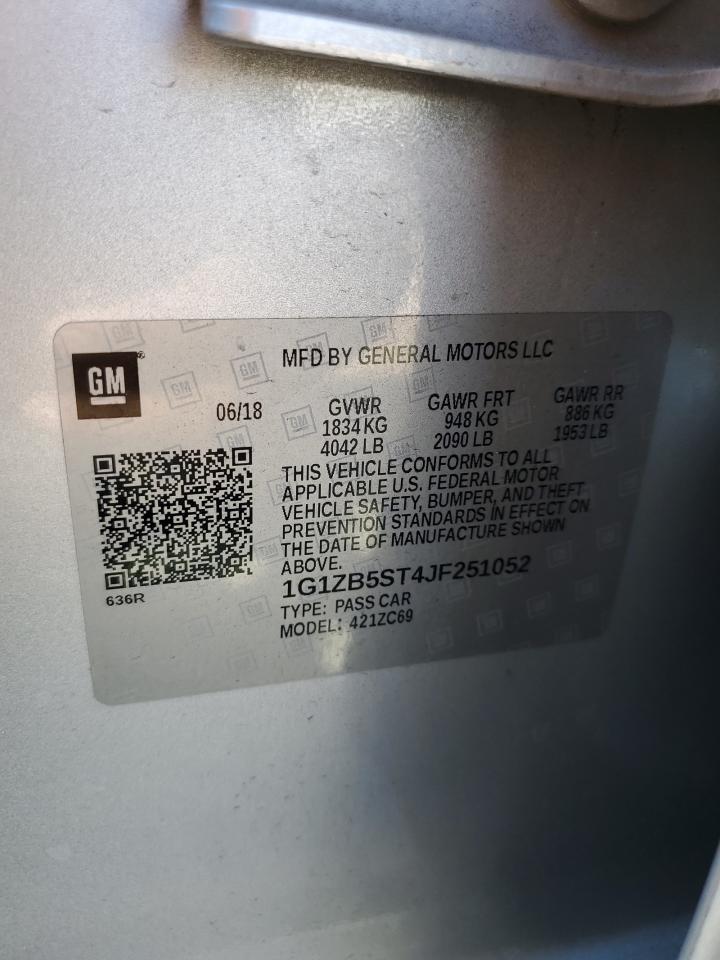 GM
MFD BY GENERAL MOTORS LLC
06/18
GVWR GAWR FRT GAWR RR
1834 KG 948 KG 886 KG
4042 LB 2090 LB 1953 LB
THIS VEHICLE CONFORMS TO ALL
APPLICABLE U.S. FEDERAL MOTOR
VEHICLE SAFETY, BUMPER, AND THEFT
PREVENTION STANDARDS IN EFFECT ON
THE DATE OF MANUFACTURE SHOWN
ABOVE.
1G1ZB5ST4JF251052
TYPE: PASS CAR
MODEL: 421ZC69
636R